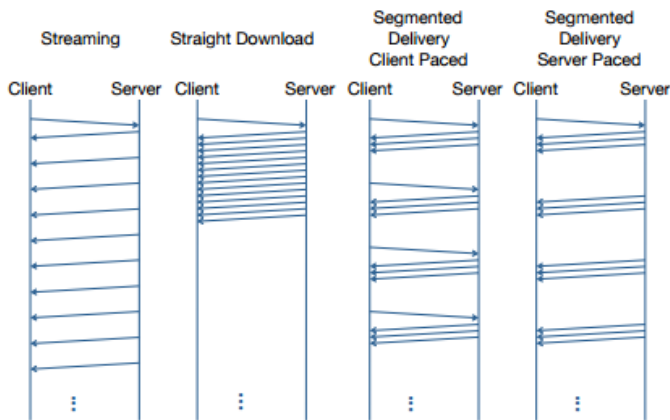 Streaming
Straight Download
Segmented
Delivery
Client Paced
Segmented
Delivery
Server Paced
Client Server
Client Server
Client Server
Client Server